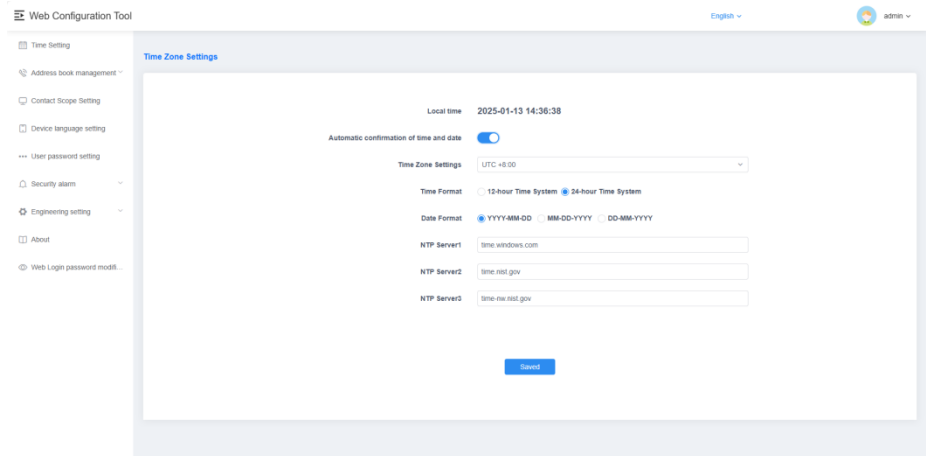 Web Configuration Tool
English
admin
Time Setting
Address book management
Contact Scope Setting
Device language setting
User password setting
Security alarm
Engineering setting
About
Web Login password modifi...
Time Zone Settings
Local time 2025-01-13 14:36:38
Automatic confirmation of time and date
Time Zone Settings UTC +8:00
Time Format 12-hour Time System 24-hour Time System
Date Format YYYY-MM-DD MM-DD-YYYY DD-MM-YYYY
NTP Server1 time.windows.com
NTP Server2 time.nist.gov
NTP Server3 time-nw.nist.gov
Saved